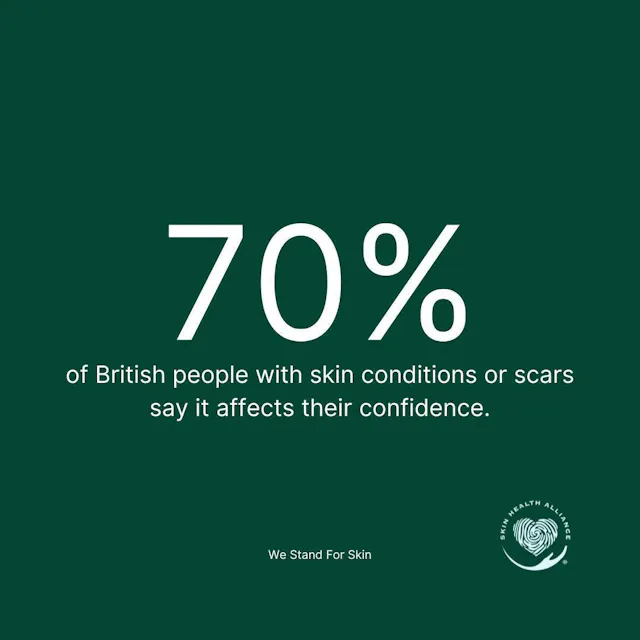 70%
of British people with skin conditions or scars
say it affects their confidence.
We Stand For Skin
SKIN HEALTH ALLIANCE
®